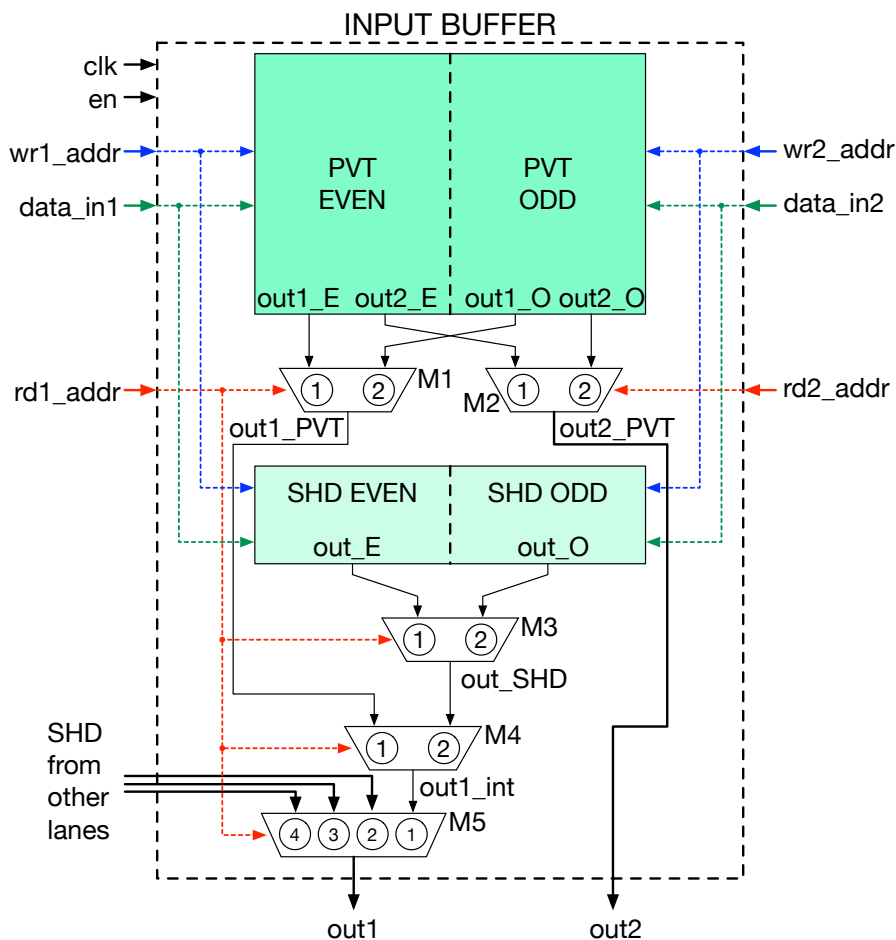 INPUT BUFFER
clk
en
wr1_addr
wr2_addr
data_in1
data_in2
PVT
EVEN
PVT
ODD
out1_E
out2_E
out1_O
out2_O
rd1_addr
1
2
M1
M2
1
2
rd2_addr
out1_PVT
out2_PVT
SHD EVEN
SHD ODD
out_E
out_O
1
2
M3
out_SHD
SHD
from
other
lanes
1
2
M4
out1_int
4
3
2
1
M5
out1
out2